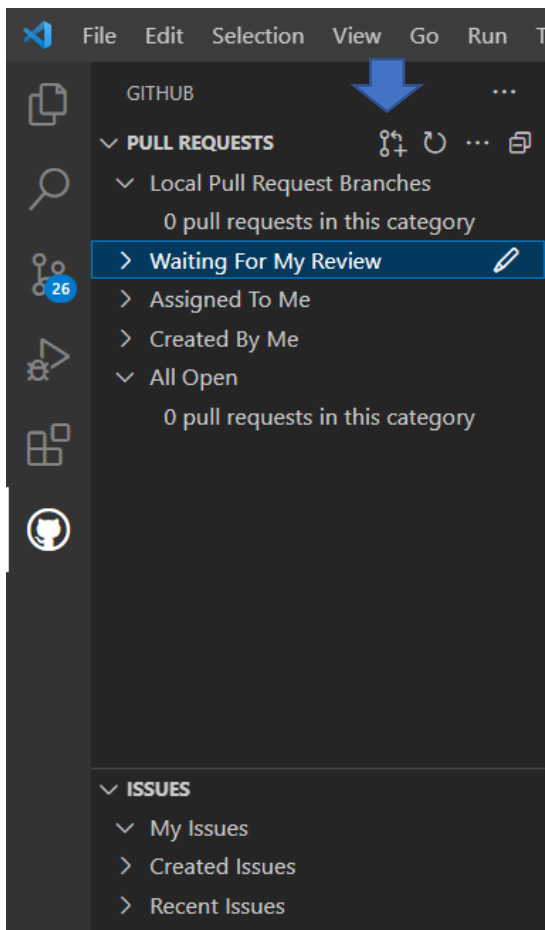 File Edit Selection View Go Run
GITHUB
PULL REQUESTS
Local Pull Request Branches
0 pull requests in this category
Waiting For My Review
26
Assigned To Me
Created By Me
All Open
0 pull requests in this category
ISSUES
My Issues
Created Issues
Recent Issues